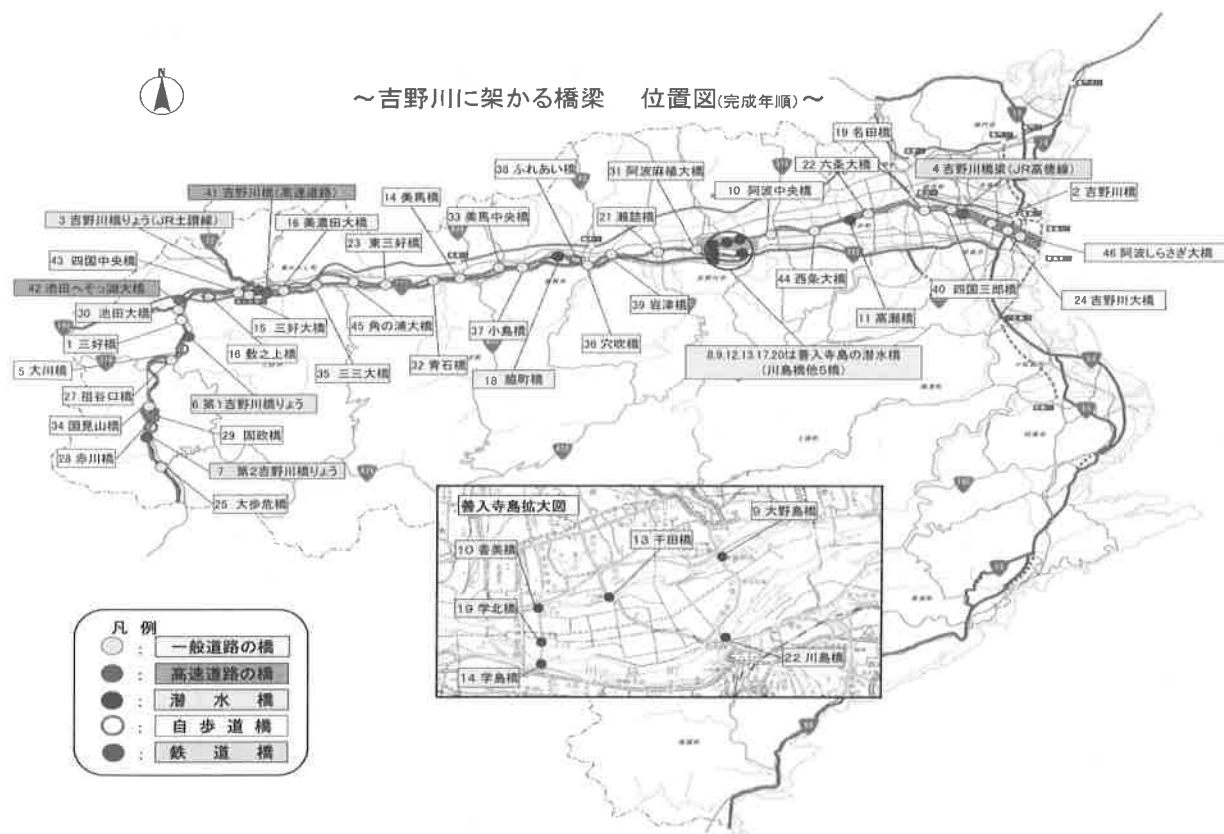 N
～吉野川に架かる橋梁 位置図(完成年順)～
19 名田橋
38 ふれあい橋
31 阿波麻植大橋
22 六条大橋
4 吉野川橋梁(JR高徳線)
41 吉野川橋(高速道路)
14 美馬橋
10 阿波中央橋
2 吉野川橋
3 吉野川橋りょう(JR土讃線)
16 美濃田大橋
33 美馬中央橋
21 瀬詰橋
23 東三好橋
43 四国中央橋
46 阿波しらさぎ大橋
44 西条大橋
42 池田へそっ湖大橋
40 四国三郎橋
39 岩津橋
24 吉野川大橋
30 池田大橋
15 三好大橋
45 角の浦大橋
11 高瀬橋
37 小島橋
36 穴吹橋
1 三好橋
16 敷之上橋
32 青石橋
8.9.12.13.17.20は善入寺島の潜水橋
(川島橋他5橋)
5 大川橋
35 三三大橋
18 脇町橋
27 祖谷口橋
6 第1吉野川橋りょう
34 国見山橋
29 国政橋
28 赤川橋
7 第2吉野川橋りょう
25 大歩危橋
善入寺島拡大図
9 大野島橋
13 千田橋
10 香美橋
19 学北橋
22 川島橋
14 学島橋
凡 例
： 一般道路の橋
： 高速道路の橋
： 潜 水 橋
： 自 歩 道 橋
： 鉄 道 橋